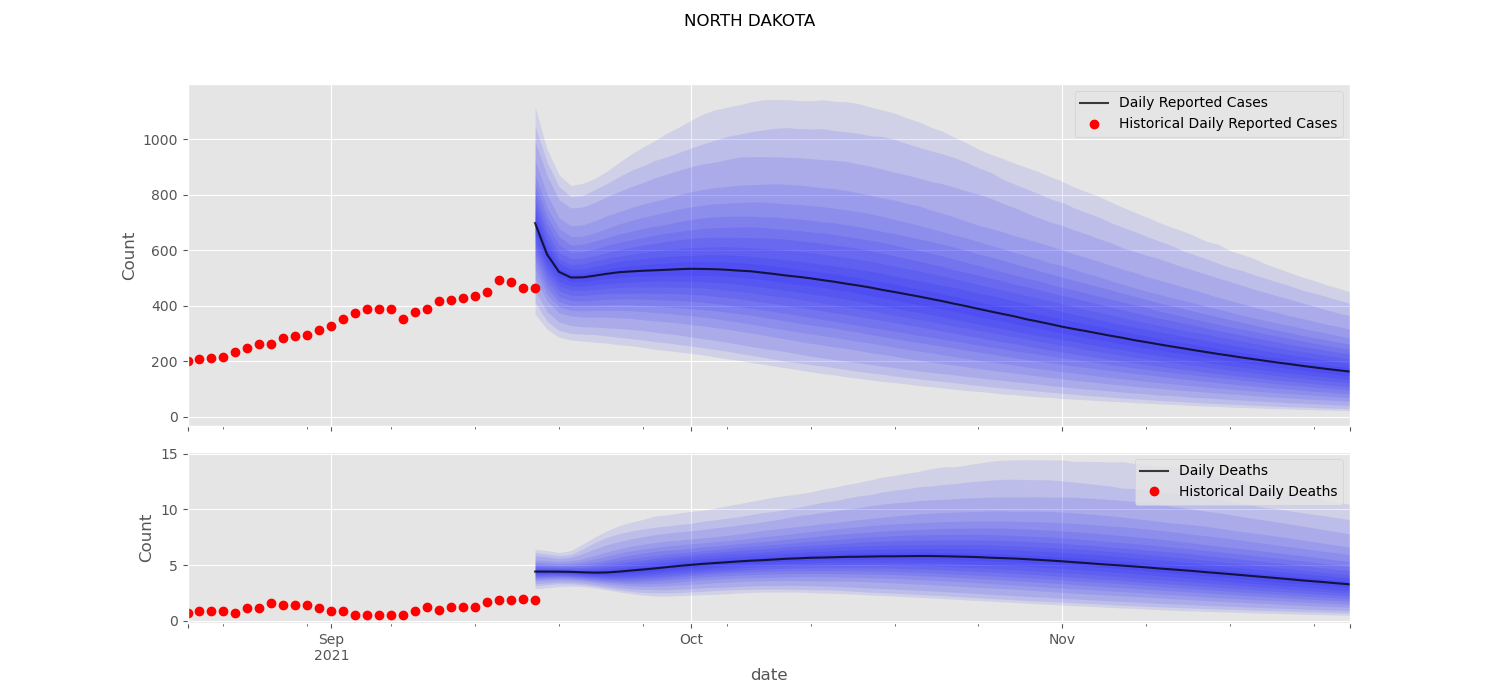 NORTH DAKOTA
Daily Reported Cases
Historical Daily Reported Cases
1000
800
600
400
200
0
Count
Daily Deaths
Historical Daily Deaths
15
10
5
0
Count
Sep
2021
Oct
Nov
date